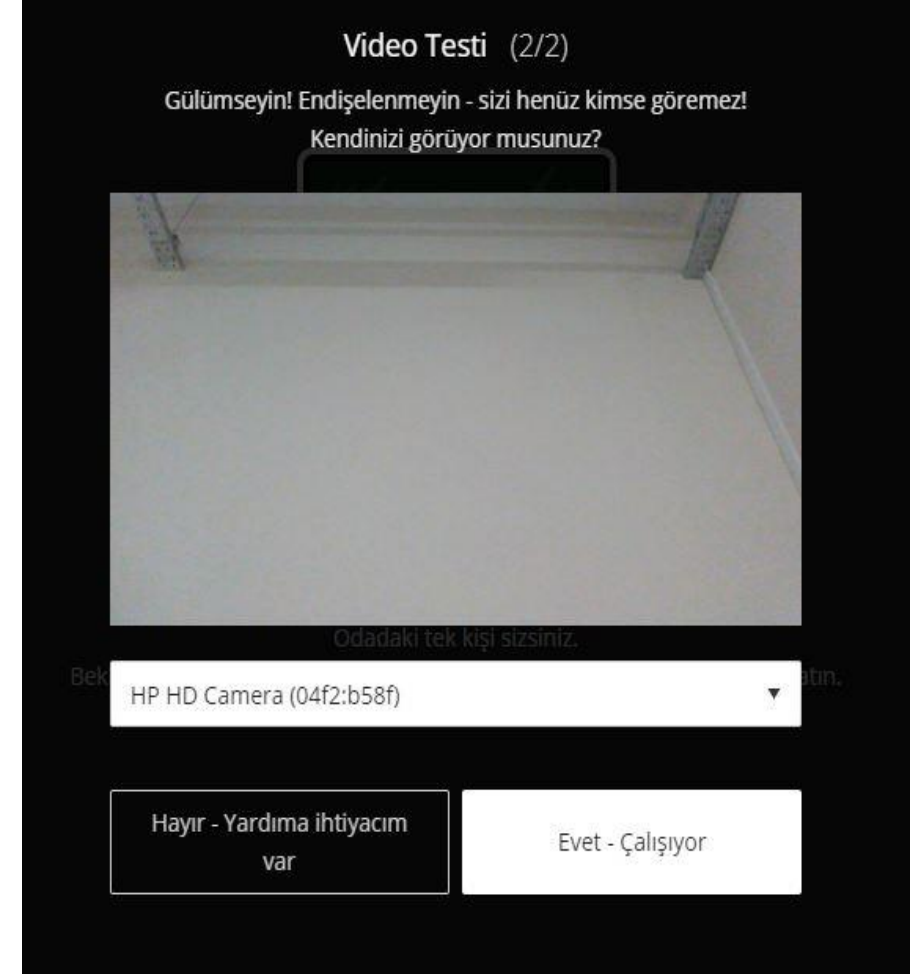 Video Testi (2/2)
Gülümseyin! Endişelenmeyin - sizi henüz kimse göremez!
Kendinizi görüyor musunuz?
Odadaki tek kişi sizsiniz.
HP HD Camera (04f2:b58f)
Hayır - Yardıma ihtiyacım
var
Evet - Çalışıyor